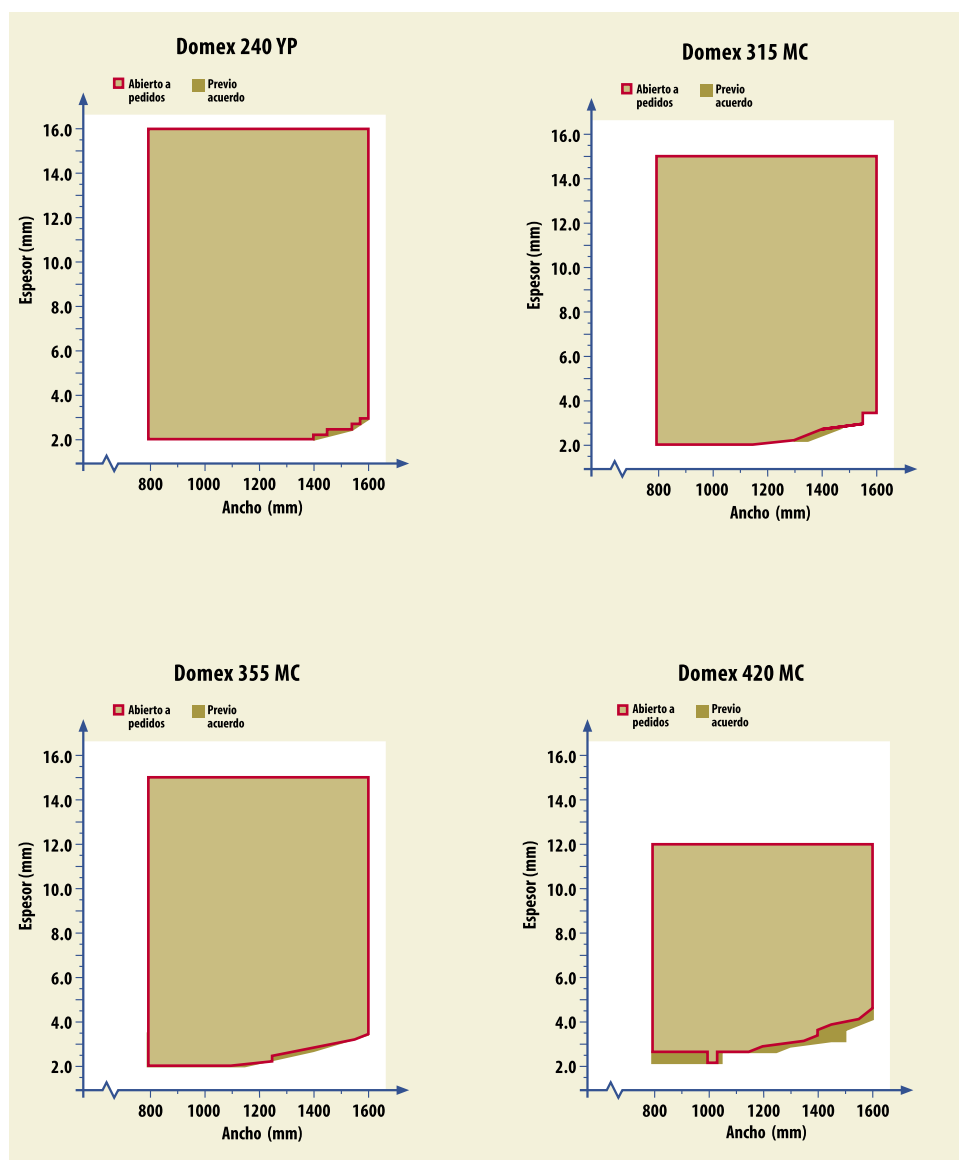 Domex 240 YP
Abierto a
pedidos
Previo
acuerdo
Espesor (mm)
16.0
14.0
12.0
10.0
8.0
6.0
4.0
2.0
800 1000 1200 1400 1600
Ancho (mm)
Domex 315 MC
Abierto a
pedidos
Previo
acuerdo
Espesor (mm)
16.0
14.0
12.0
10.0
8.0
6.0
4.0
2.0
800 1000 1200 1400 1600
Ancho (mm)
Domex 355 MC
Abierto a
pedidos
Previo
acuerdo
Espesor (mm)
16.0
14.0
12.0
10.0
8.0
6.0
4.0
2.0
800 1000 1200 1400 1600
Ancho (mm)
Domex 420 MC
Abierto a
pedidos
Previo
acuerdo
Espesor (mm)
16.0
14.0
12.0
10.0
8.0
6.0
4.0
2.0
800 1000 1200 1400 1600
Ancho (mm)